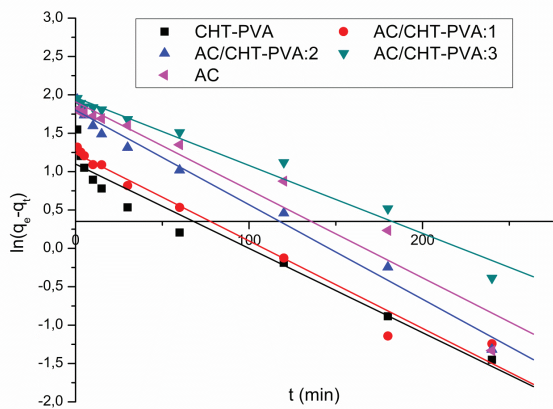 CHT-PVA AC/CHT-PVA:1
AC/CHT-PVA:2 AC/CHT-PVA:3
AC
3,0
2,5
2,0
1,5
1,0
0,5
0,0
-0,5
-1,0
-1,5
-2,0
0 100 200
ln(qe-qt)
t (min)